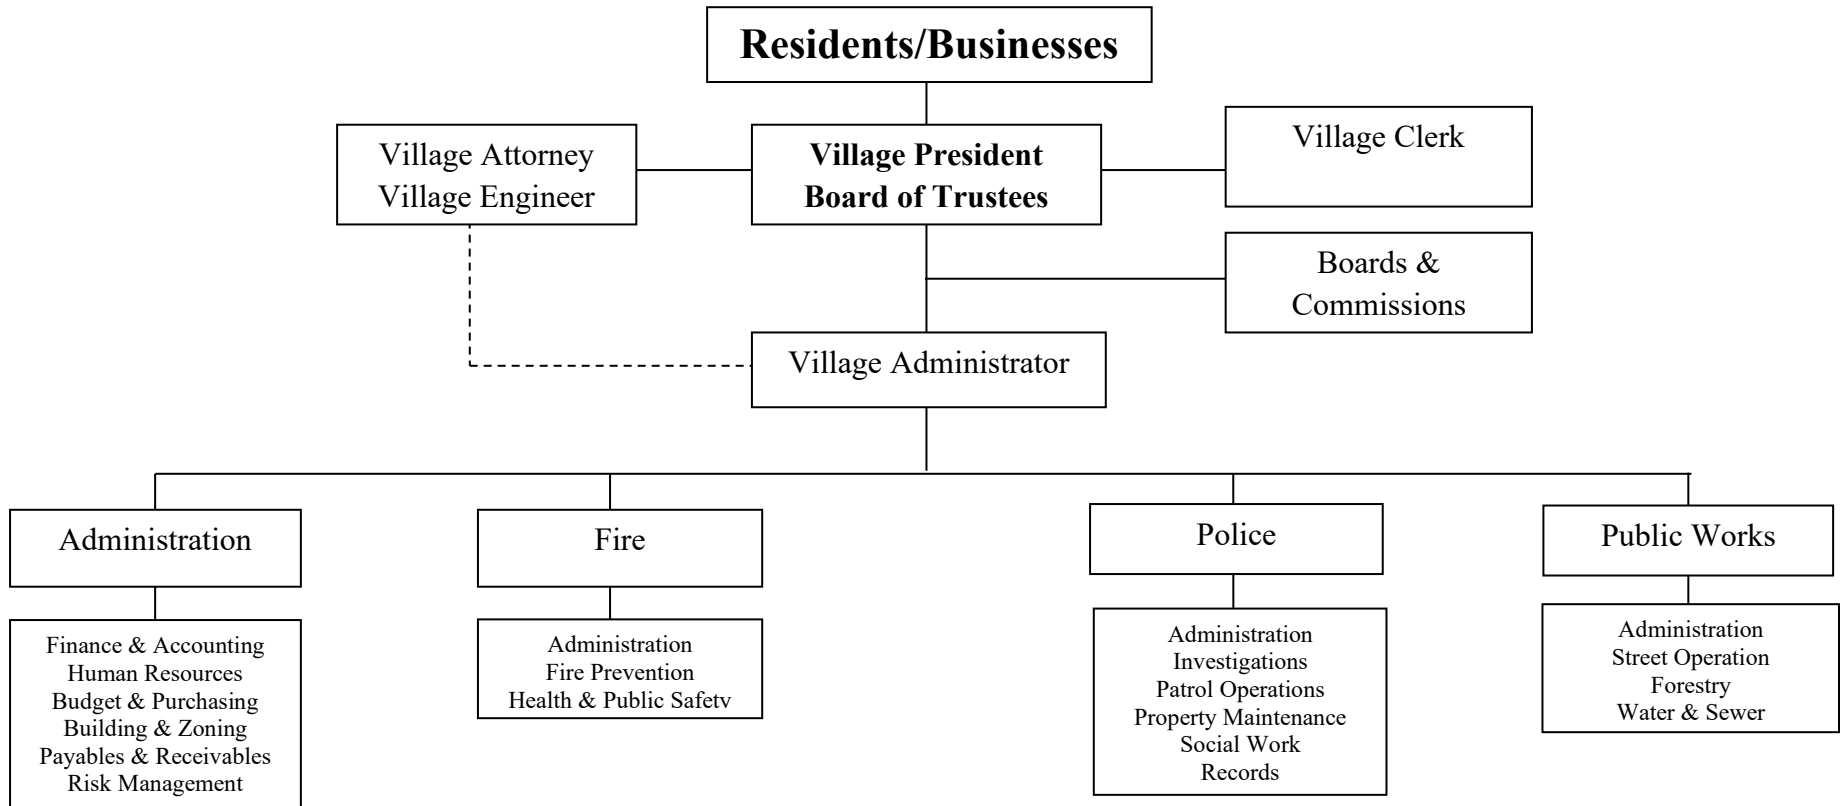 Residents/Businesses
Village Attorney
Village Engineer
Village President
Board of Trustees
Village Clerk
Boards &
Commissions
Village Administrator
Administration
Fire
Police
Public Works
Finance & Accounting
Human Resources
Budget & Purchasing
Building & Zoning
Payables & Receivables
Risk Management
Administration
Fire Prevention
Health & Public Safety
Administration
Investigations
Patrol Operations
Property Maintenance
Social Work
Records
Administration
Street Operation
Forestry
Water & Sewer